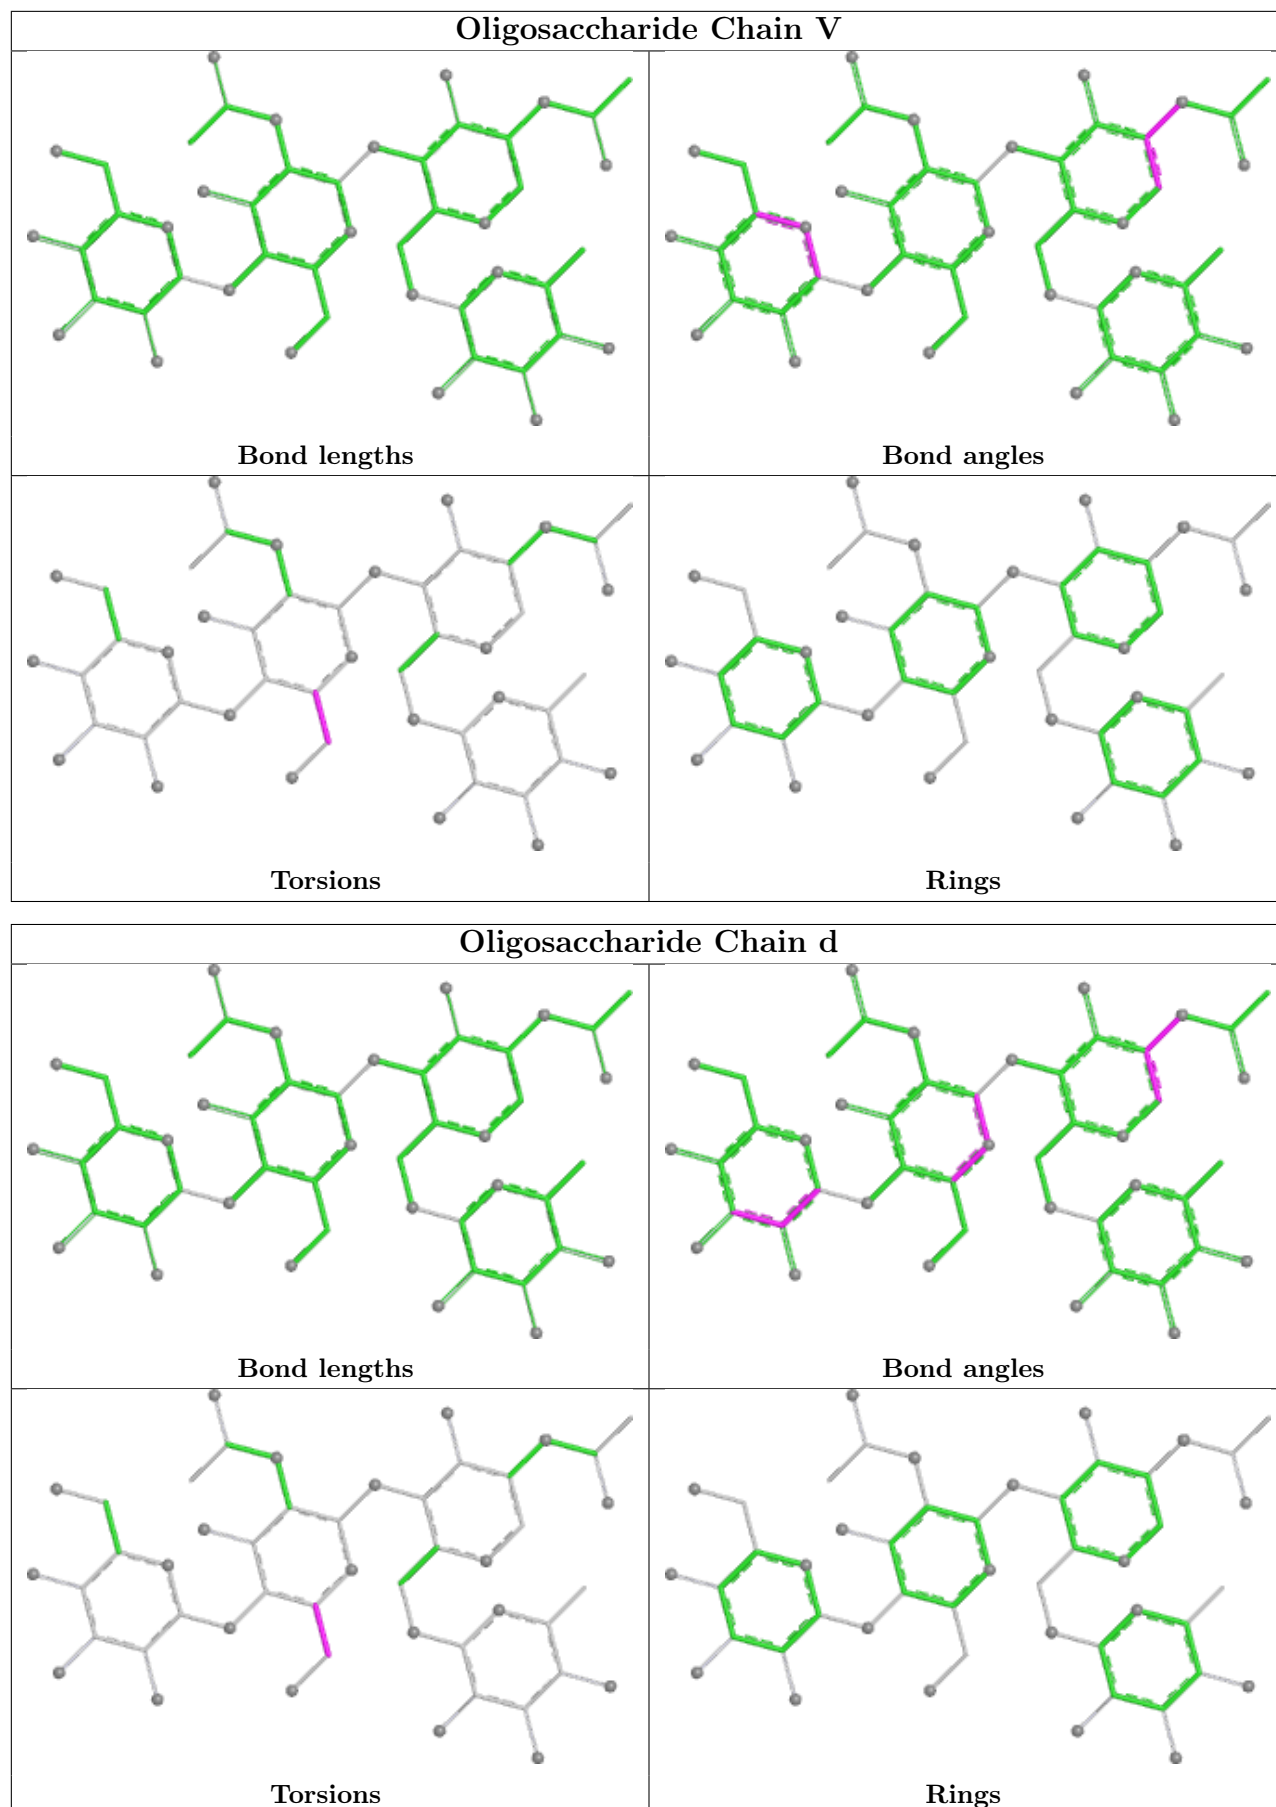 Oligosaccharide Chain V
Bond lengths
Bond angles
Torsions
Rings
Oligosaccharide Chain d
Bond lengths
Bond angles
Torsions
Rings